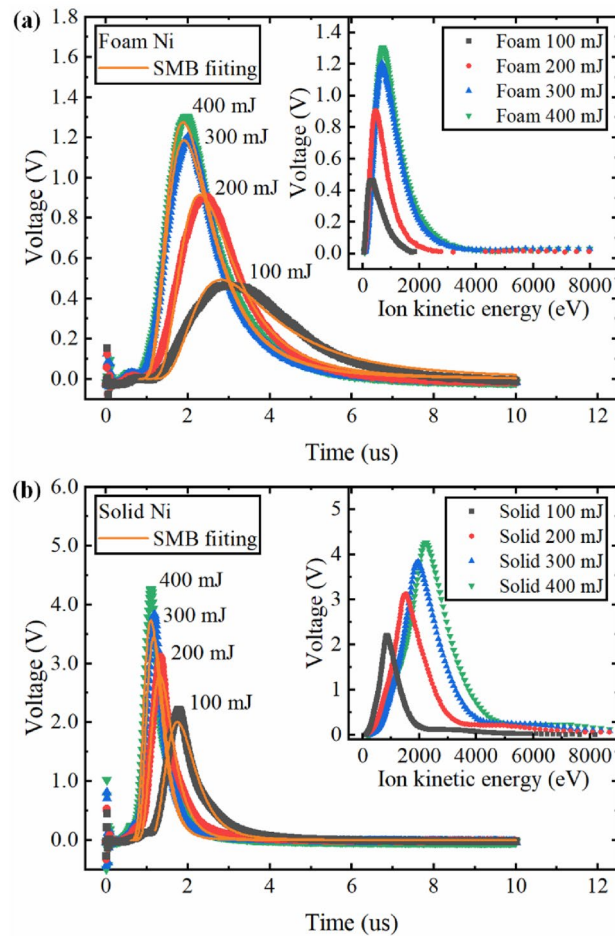 (a)
1.8
1.6
1.4
1.2
1.0
0.8
0.6
0.4
0.2
0.0
Voltage (V)
Foam Ni
SMB fiiting
400 mJ
300 mJ
200 mJ
100 mJ
1.4
1.2
1.0
0.8
0.6
0.4
0.2
0.0
Voltage (V)
Foam 100 mJ
Foam 200 mJ
Foam 300 mJ
Foam 400 mJ
0 2000 4000 6000 8000
Ion kinetic energy (eV)
0 2 4 6 8 10 12
Time (us)
(b)
6.0
5.0
4.0
3.0
2.0
1.0
0.0
Voltage (V)
Solid Ni
SMB fiiting
400 mJ
300 mJ
200 mJ
100 mJ
5
4
3
2
1
0
Voltage (V)
Solid 100 mJ
Solid 200 mJ
Solid 300 mJ
Solid 400 mJ
0 2000 4000 6000 8000
Ion kinetic energy (eV)
0 2 4 6 8 10 12
Time (us)